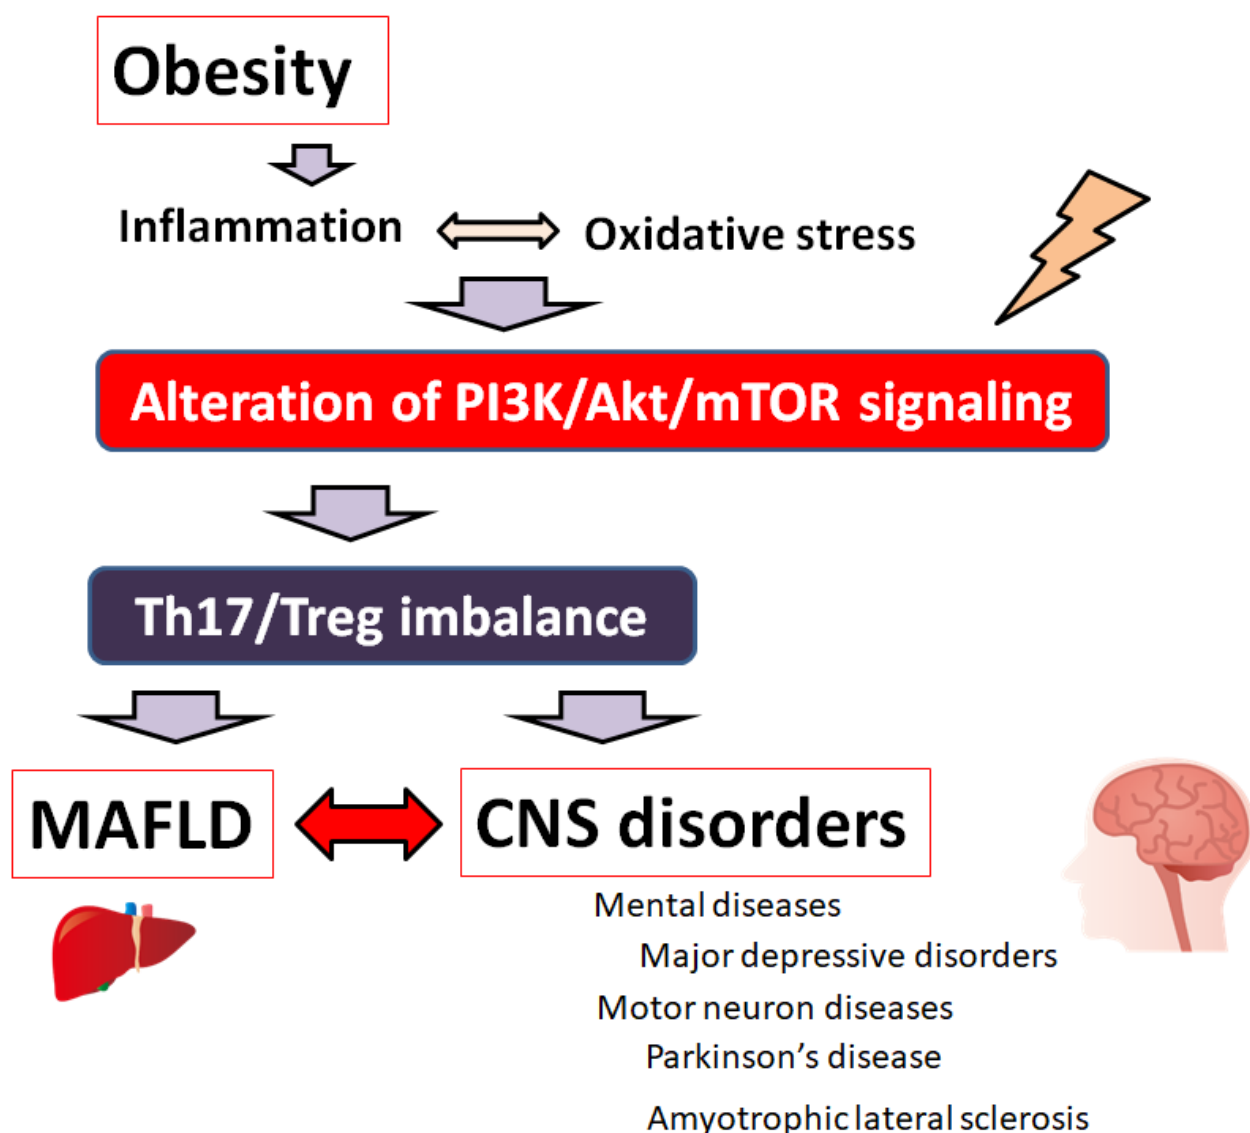 Obesity
Inflammation
Oxidative stress
Alteration of PI3K/Akt/mTOR signaling
Th17/Treg imbalance
MAFLD
CNS disorders
Mental diseases
Major depressive disorders
Motor neuron diseases
Parkinson’s disease
Amyotrophic lateral sclerosis